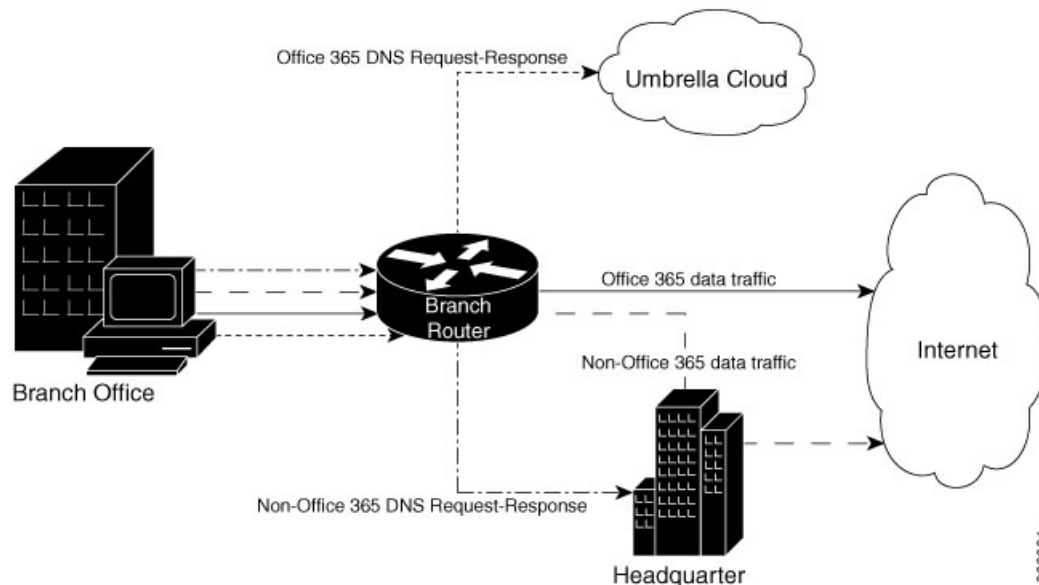 Office 365 DNS Request-Response
Umbrella Cloud
Branch
Router
Office 365 data traffic
Internet
Non-Office 365 data traffic
Branch Office
Non-Office 365 DNS Request-Response
Headquarter